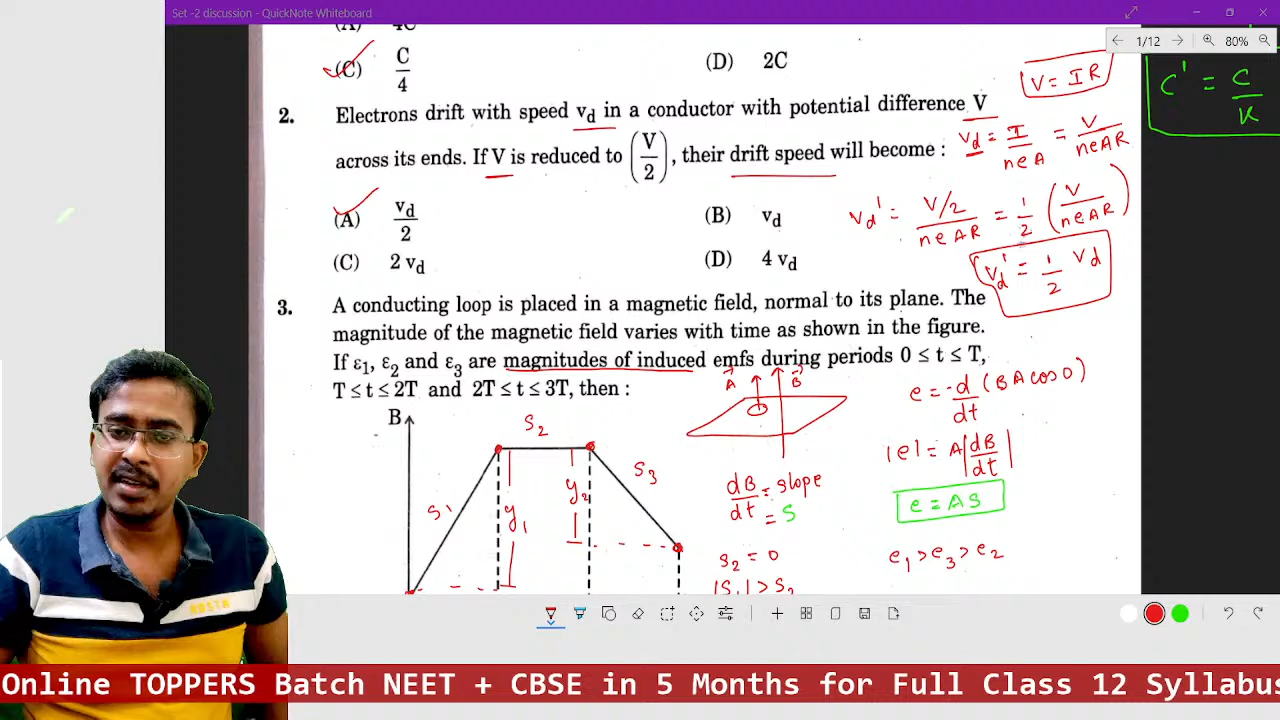 Set -2 discussion - QuickNote Whiteboard
1/12
80%
(A) 4C
(C) C/4
(D) 2C
2. Electrons drift with speed v_d in a conductor with potential difference V
across its ends. If V is reduced to (V/2), their drift speed will become :
(A) v_d/2
(B) v_d
(C) 2 v_d
(D) 4 v_d
V = IR
v_d = I/neA = V/neAR
v_d' = V/2/neAR = 1/2 (V/neAR)
v_d' = 1/2 v_d
C' = C/K
3. A conducting loop is placed in a magnetic field, normal to its plane. The
magnitude of the magnetic field varies with time as shown in the figure.
If ε₁, ε₂ and ε₃ are magnitudes of induced emfs during periods 0 ≤ t ≤ T,
T ≤ t ≤ 2T and 2T ≤ t ≤ 3T, then :
B
S₁
S₂
S₃
y₁
y₂
A⃗
B⃗
e = -d/dt (BA cos 0)
|e| = A|dB/dt|
e = AS
dB/dt = slope
= S
S₂ = 0
|S₁| > S₃
e₁ > e₃ > e₂
Online TOPPERS Batch NEET + CBSE in 5 Months for Full Class 12 Syllabus